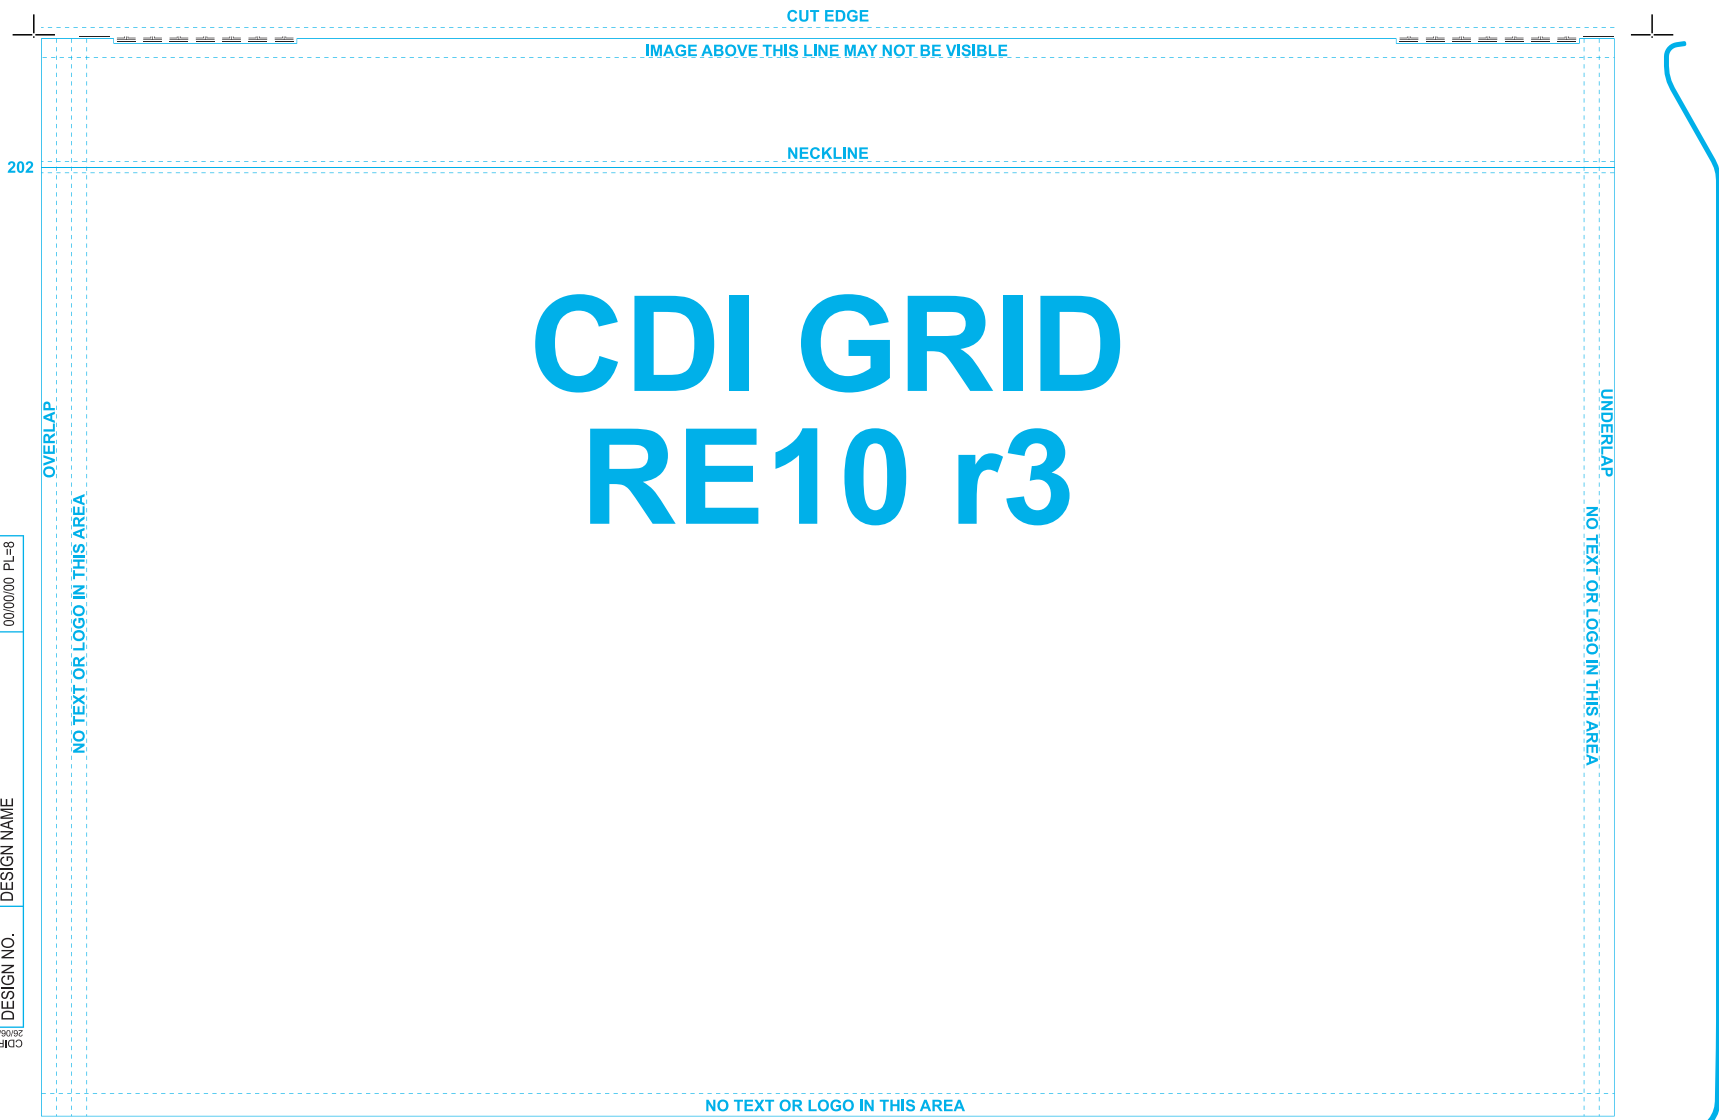 CUT EDGE
IMAGE ABOVE THIS LINE MAY NOT BE VISIBLE
NECKLINE
202
CDI GRID
RE10 r3
OVERLAP
NO TEXT OR LOGO IN THIS AREA
UNDERLAP
NO TEXT OR LOGO IN THIS AREA
00/00/00 PL=8
DESIGN NAME
DESIGN NO.
NO TEXT OR LOGO IN THIS AREA